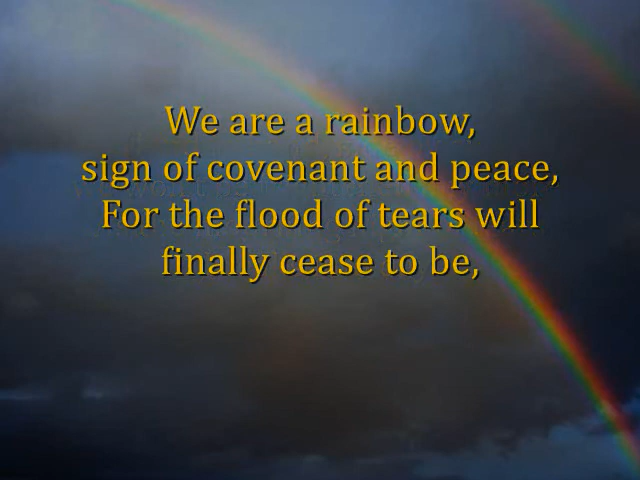 We are a rainbow,
sign of covenant and peace,
For the flood of tears will
finally cease to be,